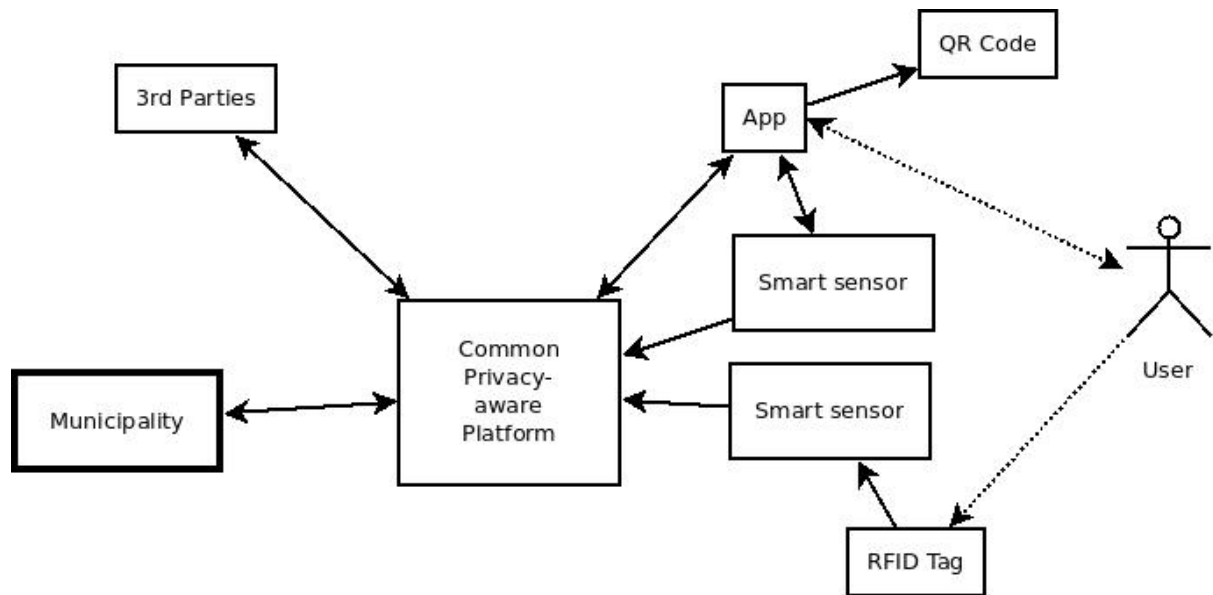 QR Code
3rd Parties
App
Smart sensor
Common
Privacy-
aware
Platform
User
Municipality
Smart sensor
RFID Tag